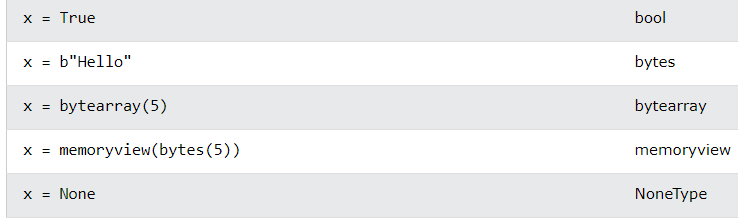 x = True bool
x = b"Hello" bytes
x = bytearray(5) bytearray
x = memoryview(bytes(5)) memoryview
x = None NoneType